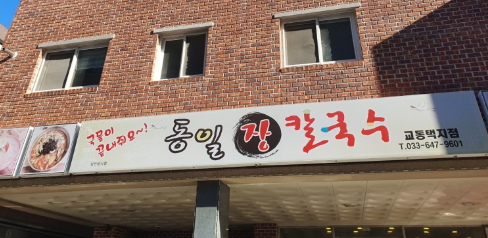 국물이
끝내줘요~!
동일 장 칼국수
교동택지점
T.033-647-9601